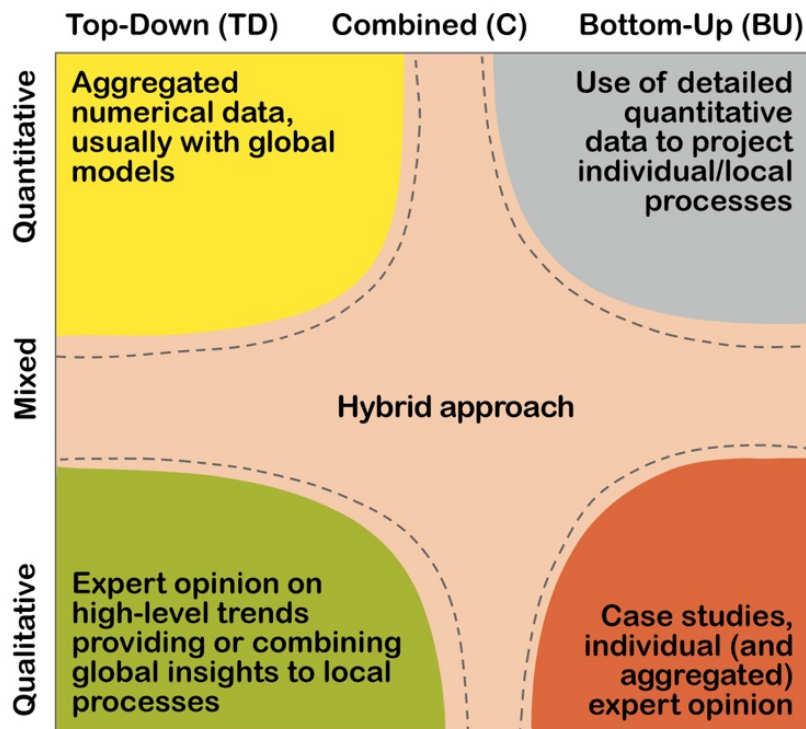 Top-Down (TD)
Combined (C)
Bottom-Up (BU)
Quantitative
Aggregated
numerical data,
usually with global
models
Use of detailed
quantitative
data to project
individual/local
processes
Mixed
Hybrid approach
Qualitative
Expert opinion on
high-level trends
providing or combining
global insights to local
processes
Case studies,
individual (and
aggregated)
expert opinion